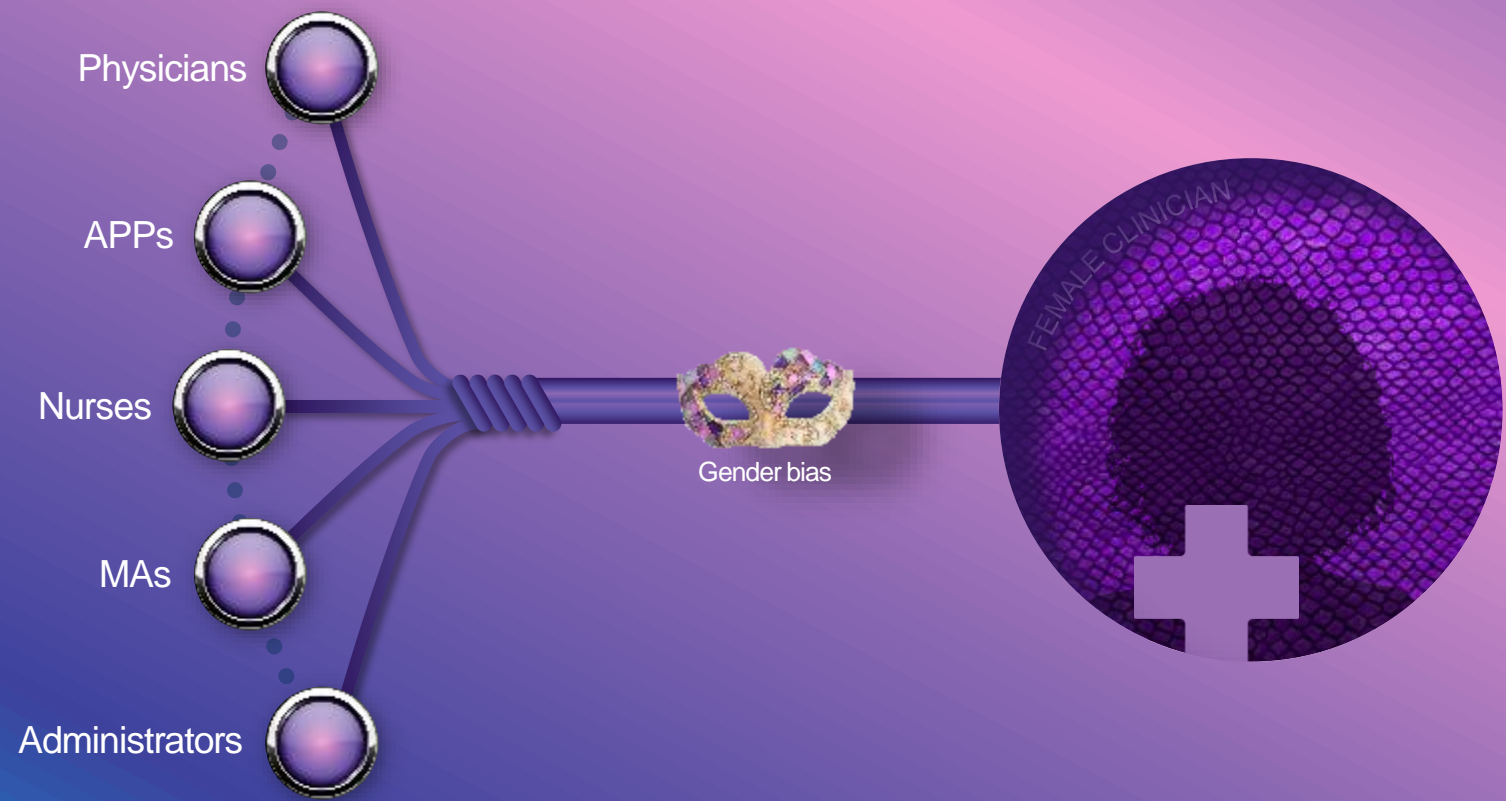 Physicians
APPs
Nurses
MAs
Administrators
Gender bias
FEMALE CLINICIAN